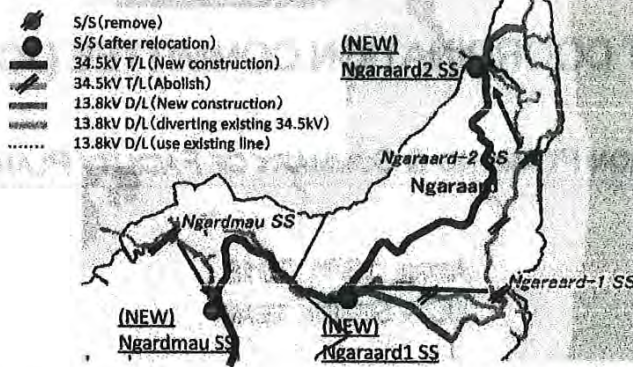 S/S(remove)
S/S(after relocation)
34.5kV T/L(New construction)
34.5kV T/L(Abolish)
13.8kV D/L(New construction)
13.8kV D/L(diverting existing 34.5kV)
13.8kV D/L(use existing line)
(NEW)
Ngaraard2 SS
Ngaraard-2 SS
Ngaraard
Ngardmau SS
Ngaraard-1 SS
(NEW)
Ngardmau SS
(NEW)
Ngaraard1 SS